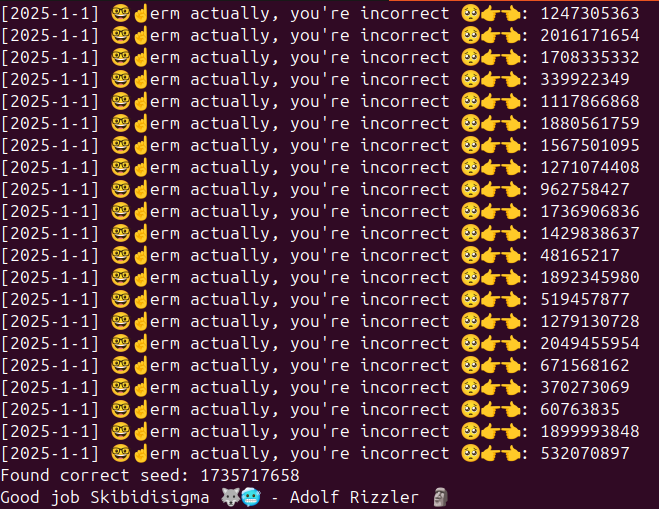 [2025-1-1] 🤓☝️erm actually, you're incorrect 🥺👉👈: 1247305363
[2025-1-1] 🤓☝️erm actually, you're incorrect 🥺👉👈: 2016171654
[2025-1-1] 🤓☝️erm actually, you're incorrect 🥺👉👈: 1708335332
[2025-1-1] 🤓☝️erm actually, you're incorrect 🥺👉👈: 339922349
[2025-1-1] 🤓☝️erm actually, you're incorrect 🥺👉👈: 1117866868
[2025-1-1] 🤓☝️erm actually, you're incorrect 🥺👉👈: 1880561759
[2025-1-1] 🤓☝️erm actually, you're incorrect 🥺👉👈: 1567501095
[2025-1-1] 🤓☝️erm actually, you're incorrect 🥺👉👈: 1271074408
[2025-1-1] 🤓☝️erm actually, you're incorrect 🥺👉👈: 962758427
[2025-1-1] 🤓☝️erm actually, you're incorrect 🥺👉👈: 1736906836
[2025-1-1] 🤓☝️erm actually, you're incorrect 🥺👉👈: 1429838637
[2025-1-1] 🤓☝️erm actually, you're incorrect 🥺👉👈: 48165217
[2025-1-1] 🤓☝️erm actually, you're incorrect 🥺👉👈: 1892345980
[2025-1-1] 🤓☝️erm actually, you're incorrect 🥺👉👈: 519457877
[2025-1-1] 🤓☝️erm actually, you're incorrect 🥺👉👈: 1279130728
[2025-1-1] 🤓☝️erm actually, you're incorrect 🥺👉👈: 2049455954
[2025-1-1] 🤓☝️erm actually, you're incorrect 🥺👉👈: 671568162
[2025-1-1] 🤓☝️erm actually, you're incorrect 🥺👉👈: 370273069
[2025-1-1] 🤓☝️erm actually, you're incorrect 🥺👉👈: 60763835
[2025-1-1] 🤓☝️erm actually, you're incorrect 🥺👉👈: 1899993848
[2025-1-1] 🤓☝️erm actually, you're incorrect 🥺👉👈: 532070897
Found correct seed: 1735717658
Good job Skibidisigma 🐺🥶 - Adolf Rizzler 🗿